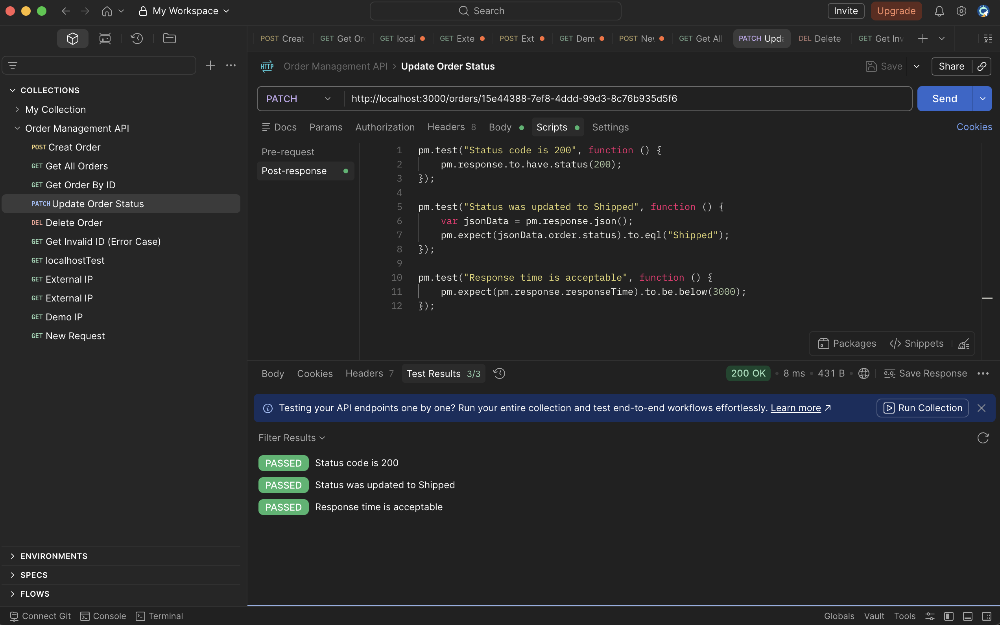 My Workspace
Search
Invite
Upgrade
POST Creat
GET Get Or
GET local
GET Exte
POST Ext
GET Dem
POST Nev
GET Get All
PATCH Upda
DEL Delete
GET Get Inv
HTTP
Order Management API > Update Order Status
Save
Share
COLLECTIONS
My Collection
Order Management API
POST Creat Order
GET Get All Orders
GET Get Order By ID
PATCH Update Order Status
DEL Delete Order
GET Get Invalid ID (Error Case)
GET localhostTest
GET External IP
GET External IP
GET Demo IP
GET New Request
ENVIRONMENTS
SPECS
FLOWS
PATCH
http://localhost:3000/orders/15e44388-7ef8-4ddd-99d3-8c76b935d5f6
Send
Docs
Params
Authorization
Headers 8
Body
Scripts
Settings
Cookies
Pre-request
Post-response
1 pm.test("Status code is 200", function () {
2 pm.response.to.have.status(200);
3 });
4
5 pm.test("Status was updated to Shipped", function () {
6 var jsonData = pm.response.json();
7 pm.expect(jsonData.order.status).to.eql("Shipped");
8 });
9
10 pm.test("Response time is acceptable", function () {
11 pm.expect(pm.response.responseTime).to.be.below(3000);
12 });
Packages
</> Snippets
Body
Cookies
Headers 7
Test Results 3/3
200 OK • 8 ms • 431 B •
e.g. Save Response
Testing your API endpoints one by one? Run your entire collection and test end-to-end workflows effortlessly. Learn more
Run Collection
Filter Results
PASSED Status code is 200
PASSED Status was updated to Shipped
PASSED Response time is acceptable
Connect Git
Console
Terminal
Globals
Vault
Tools